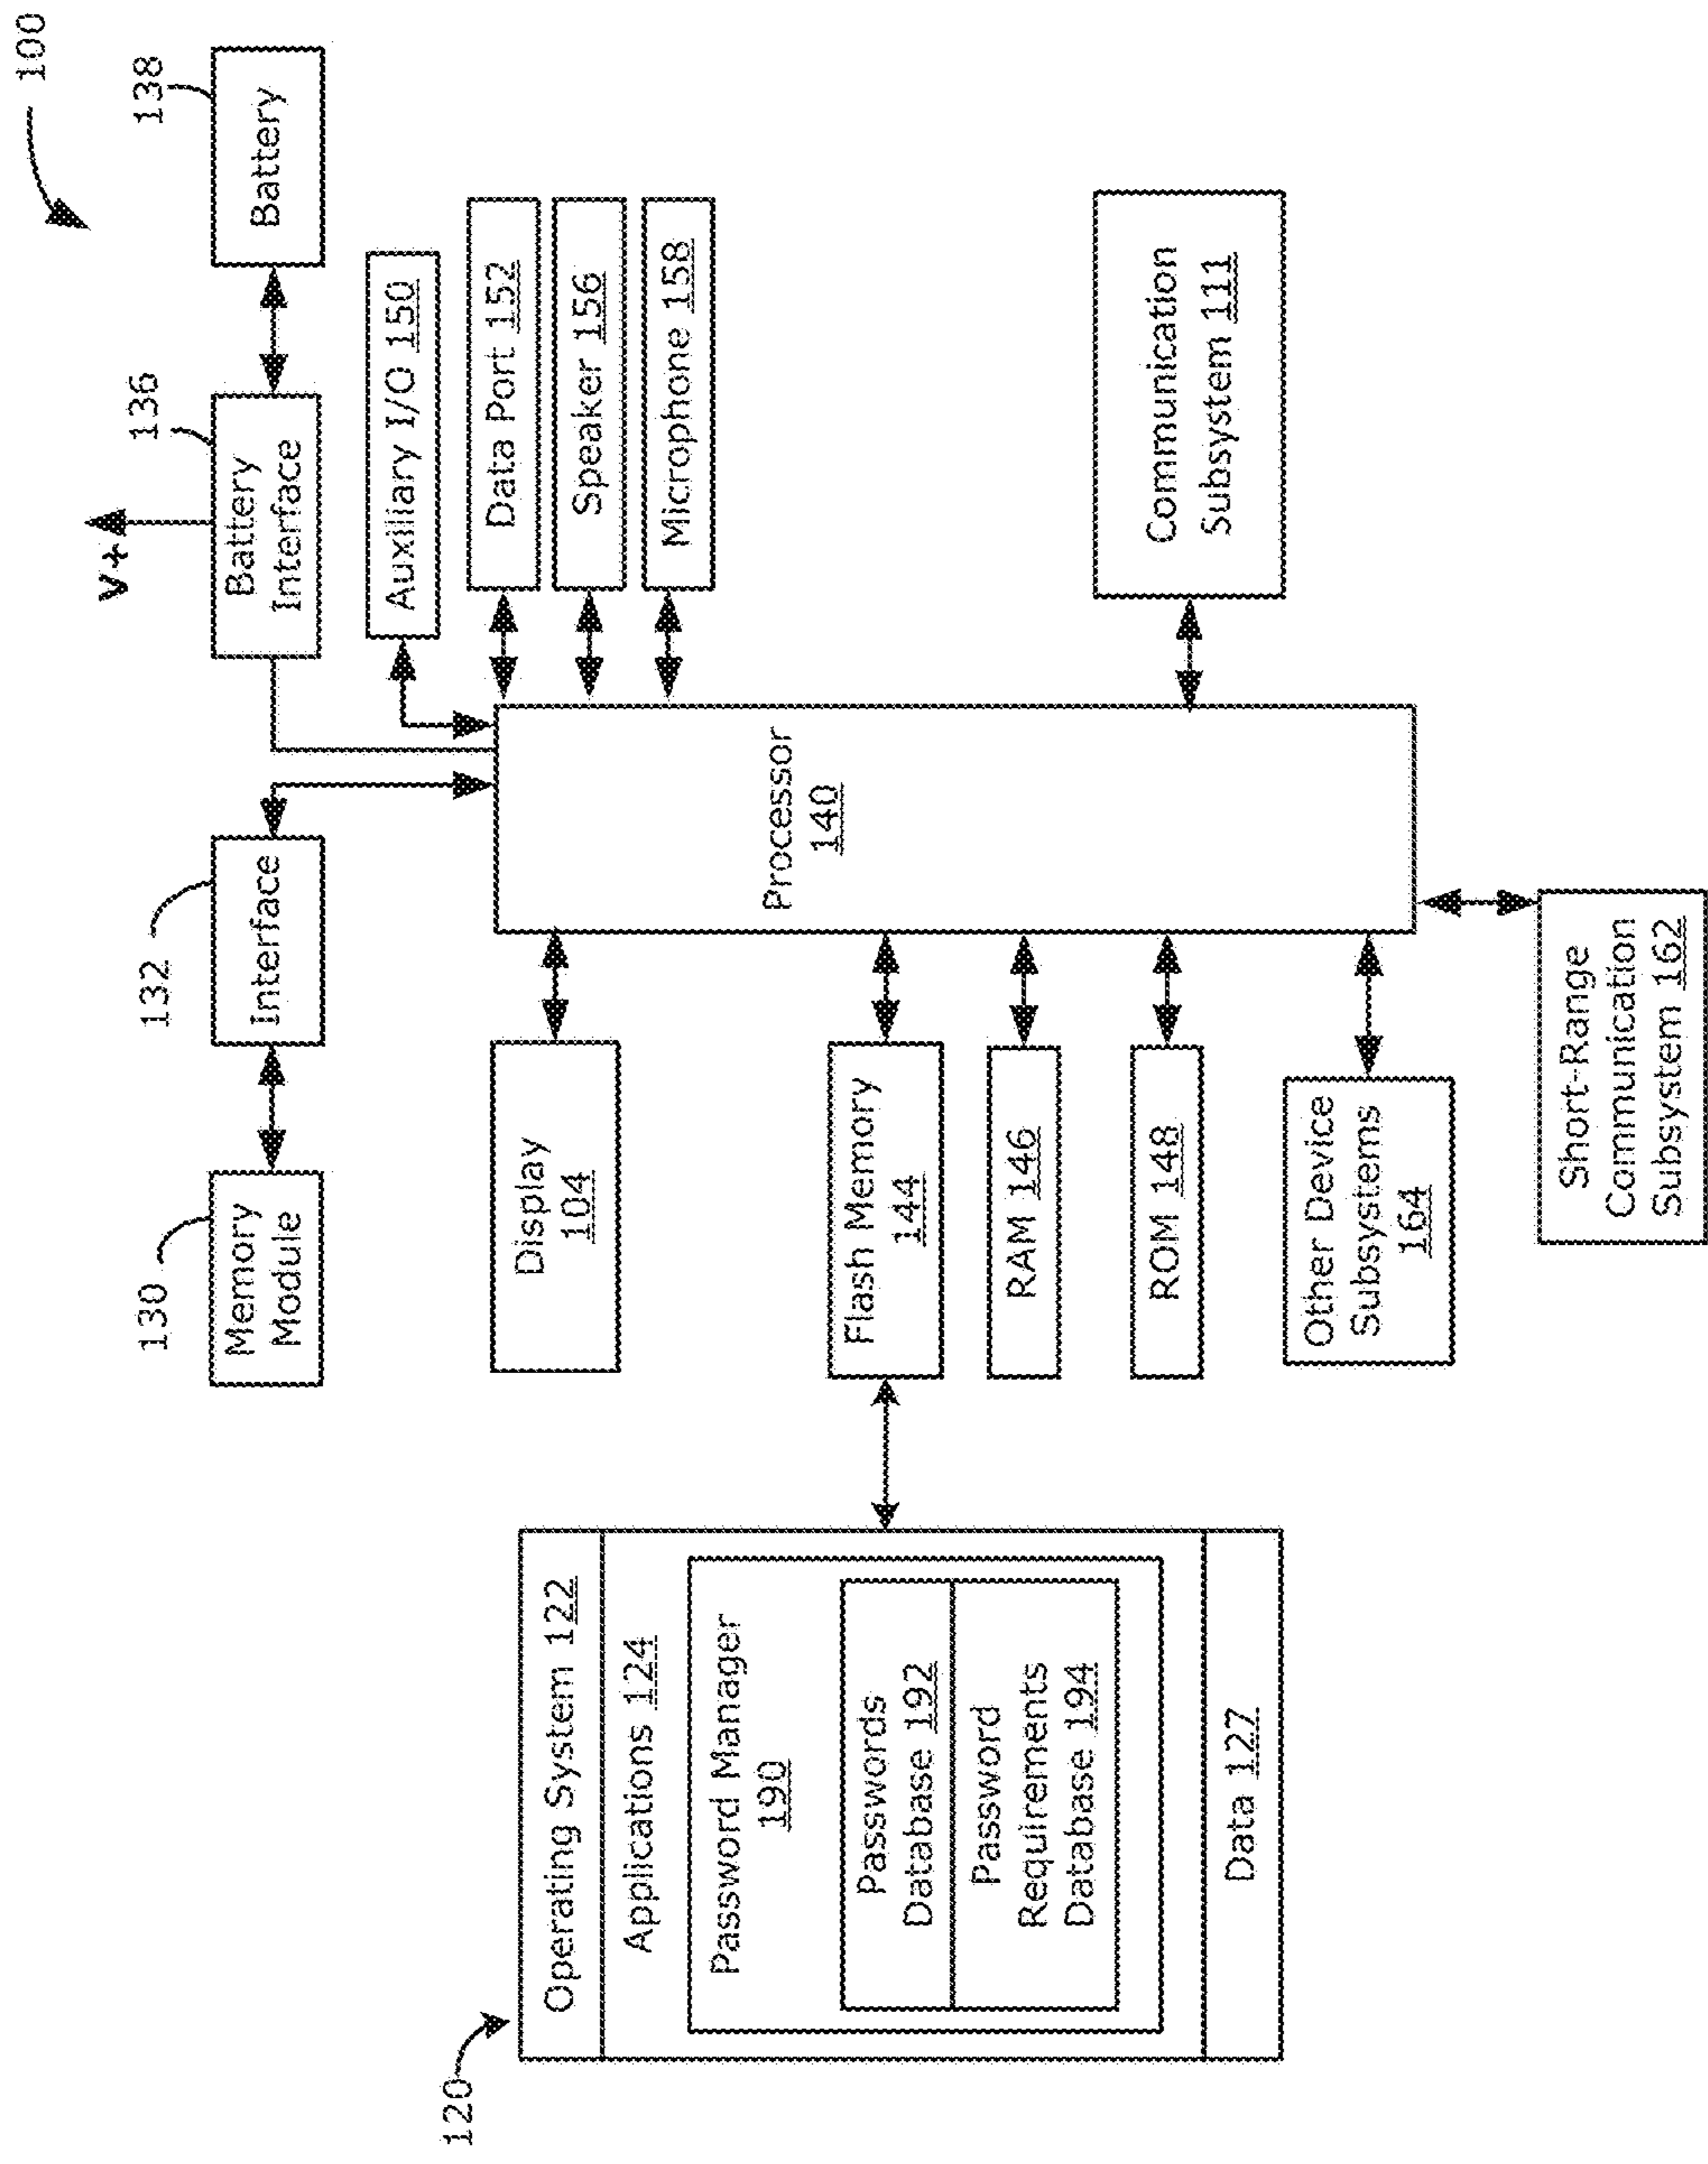 100
138
Battery
136
V+
Battery
Interface
132
Interface
130
Memory
Module
Auxiliary I/O 150
Data Port 152
Speaker 156
Microphone 158
Communication
Subsystem 111
Processor
140
Display
104
Flash Memory
144
RAM 146
ROM 148
Other Device
Subsystems
164
Short-Range
Communication
Subsystem 162
120
Operating System 122
Applications 124
Password Manager
190
Passwords
Database 192
Password
Requirements
Database 194
Data 127